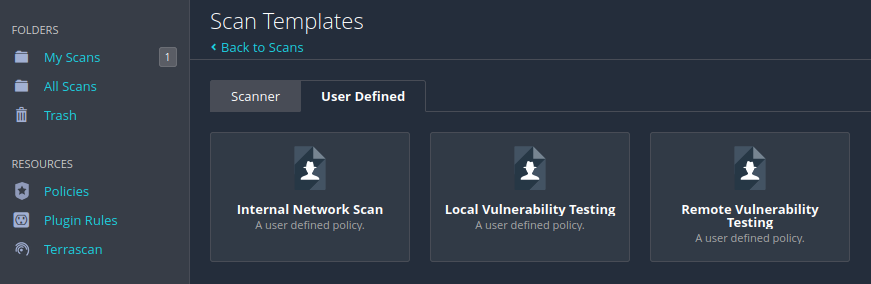 FOLDERS
My Scans
1
All Scans
Trash
RESOURCES
Policies
Plugin Rules
Terrascan
Scan Templates
Back to Scans
Scanner
User Defined
Internal Network Scan
A user defined policy.
Local Vulnerability Testing
A user defined policy.
Remote Vulnerability
Testing
A user defined policy.